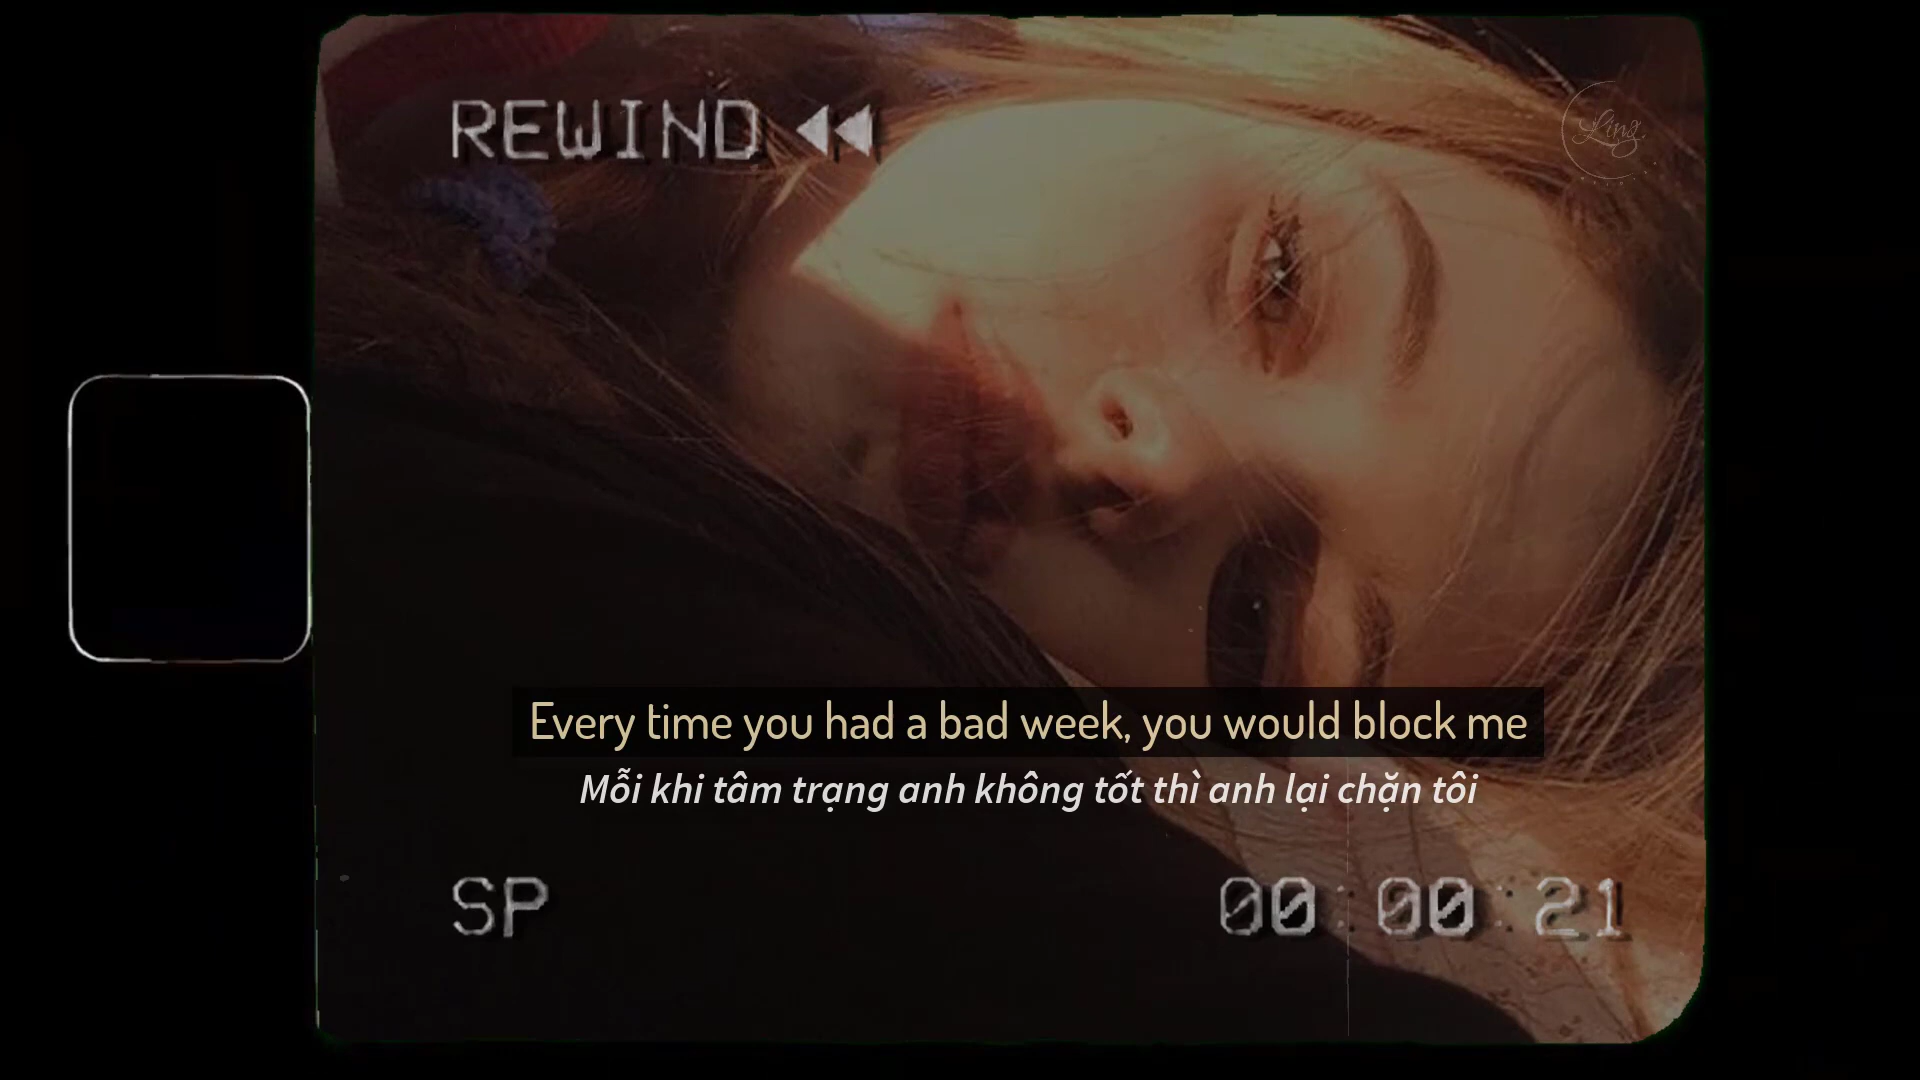 REWIND
Ling
Every time you had a bad week, you would block me
Mỗi khi tâm trạng anh không tốt thì anh lại chặn tôi
SP
00:00:21